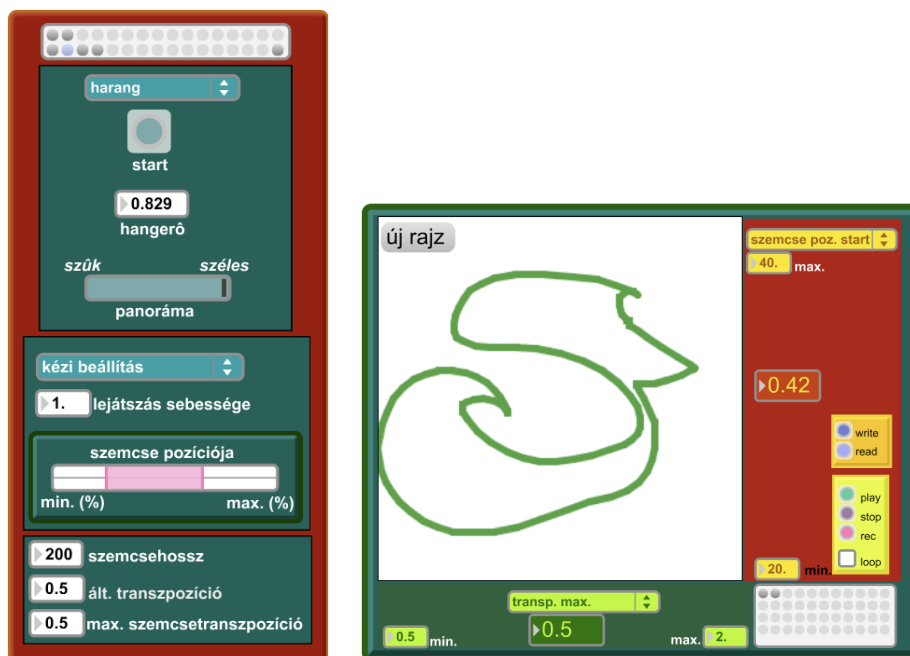 harang
start
0.829
hangerô
szûk széles
panoráma
kézi beállítás
1. lejátszás sebessége
szemcse pozíciója
min. (%) max. (%)
200 szemcsehossz
0.5 ált. transzpozíció
0.5 max. szemcsetranszpozíció
új rajz
szemcse poz. start
40. max.
0.42
write
read
play
stop
rec
loop
20. min.
transp. max.
0.5 min. 0.5 max. 2.